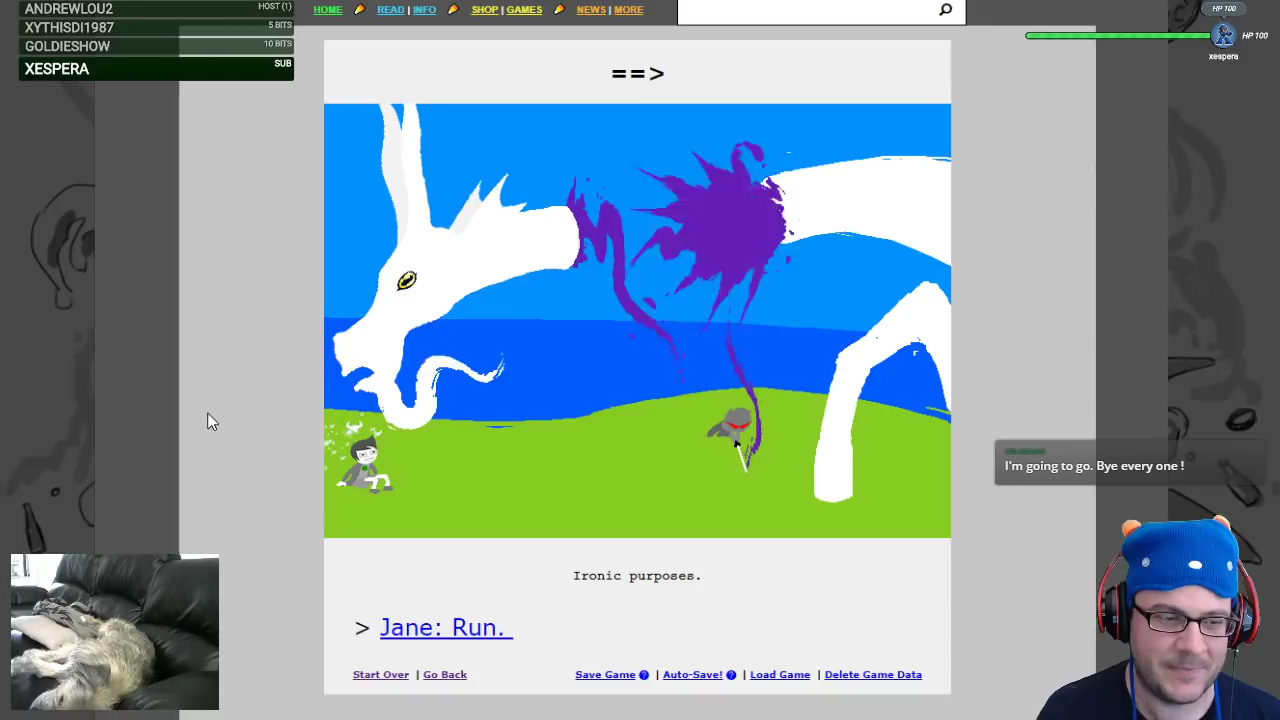 ANDREWLOU2 HOST (1)
XYTHISDI1987 5 BITS
GOLDIESHOW 10 BITS
XESPERA SUB
HOME READ | INFO SHOP | GAMES NEWS | MORE
HP 100
HP 100
xespera
==>
I'm going to go. Bye every one !
Ironic purposes.
> Jane: Run.
Start Over | Go Back Save Game ? | Auto-Save! ? | Load Game | Delete Game Data